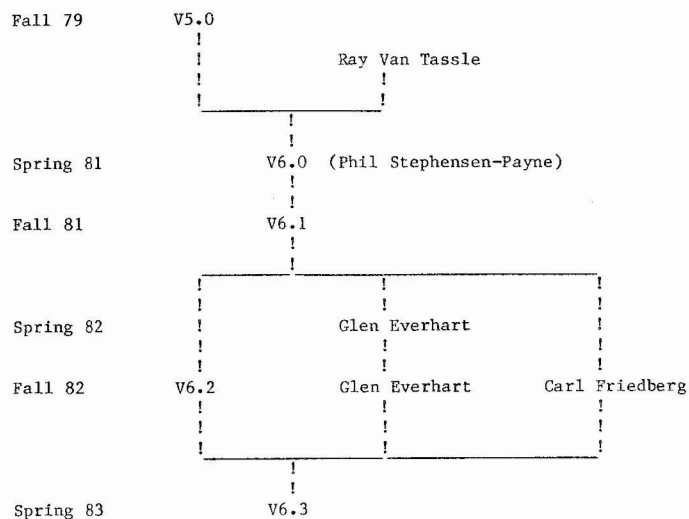 Fall 79 V5.0
Ray Van Tassle
Spring 81 V6.0 (Phil Stephensen-Payne)
Fall 81 V6.1
Spring 82 Glen Everhart
Fall 82 V6.2 Glen Everhart Carl Friedberg
Spring 83 V6.3